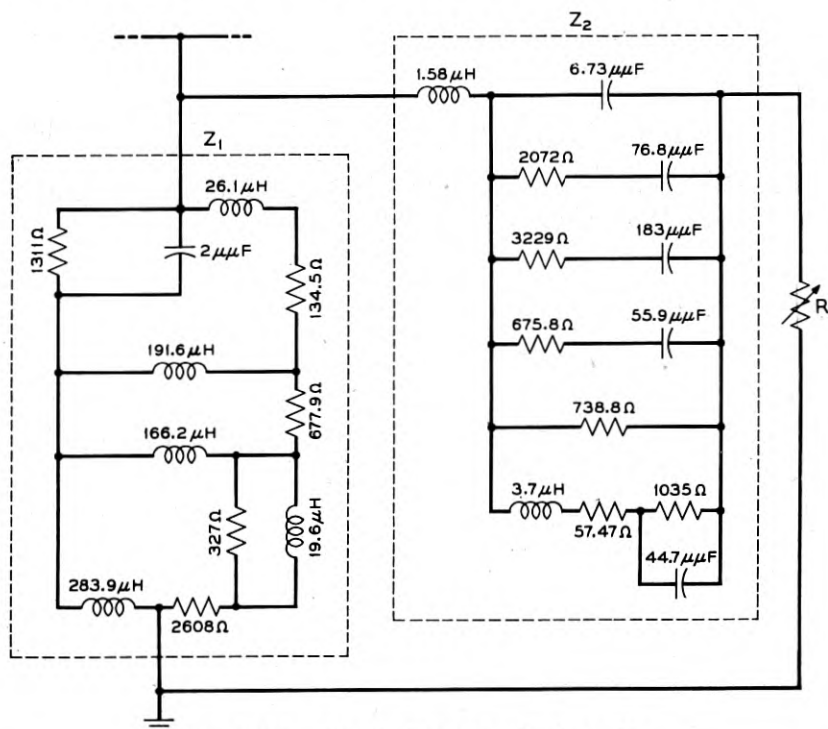 Z₂
1.58μH
6.73μμF
Z₁
2072Ω
76.8μμF
26.1μH
1311Ω
2μμF
3229Ω
183μμF
134.5Ω
675.8Ω
55.9μμF
R
191.6μH
677.9Ω
738.8Ω
166.2μH
3.7μH
1035Ω
327Ω
19.6μH
57.47Ω
44.7μμF
283.9μH
2608Ω